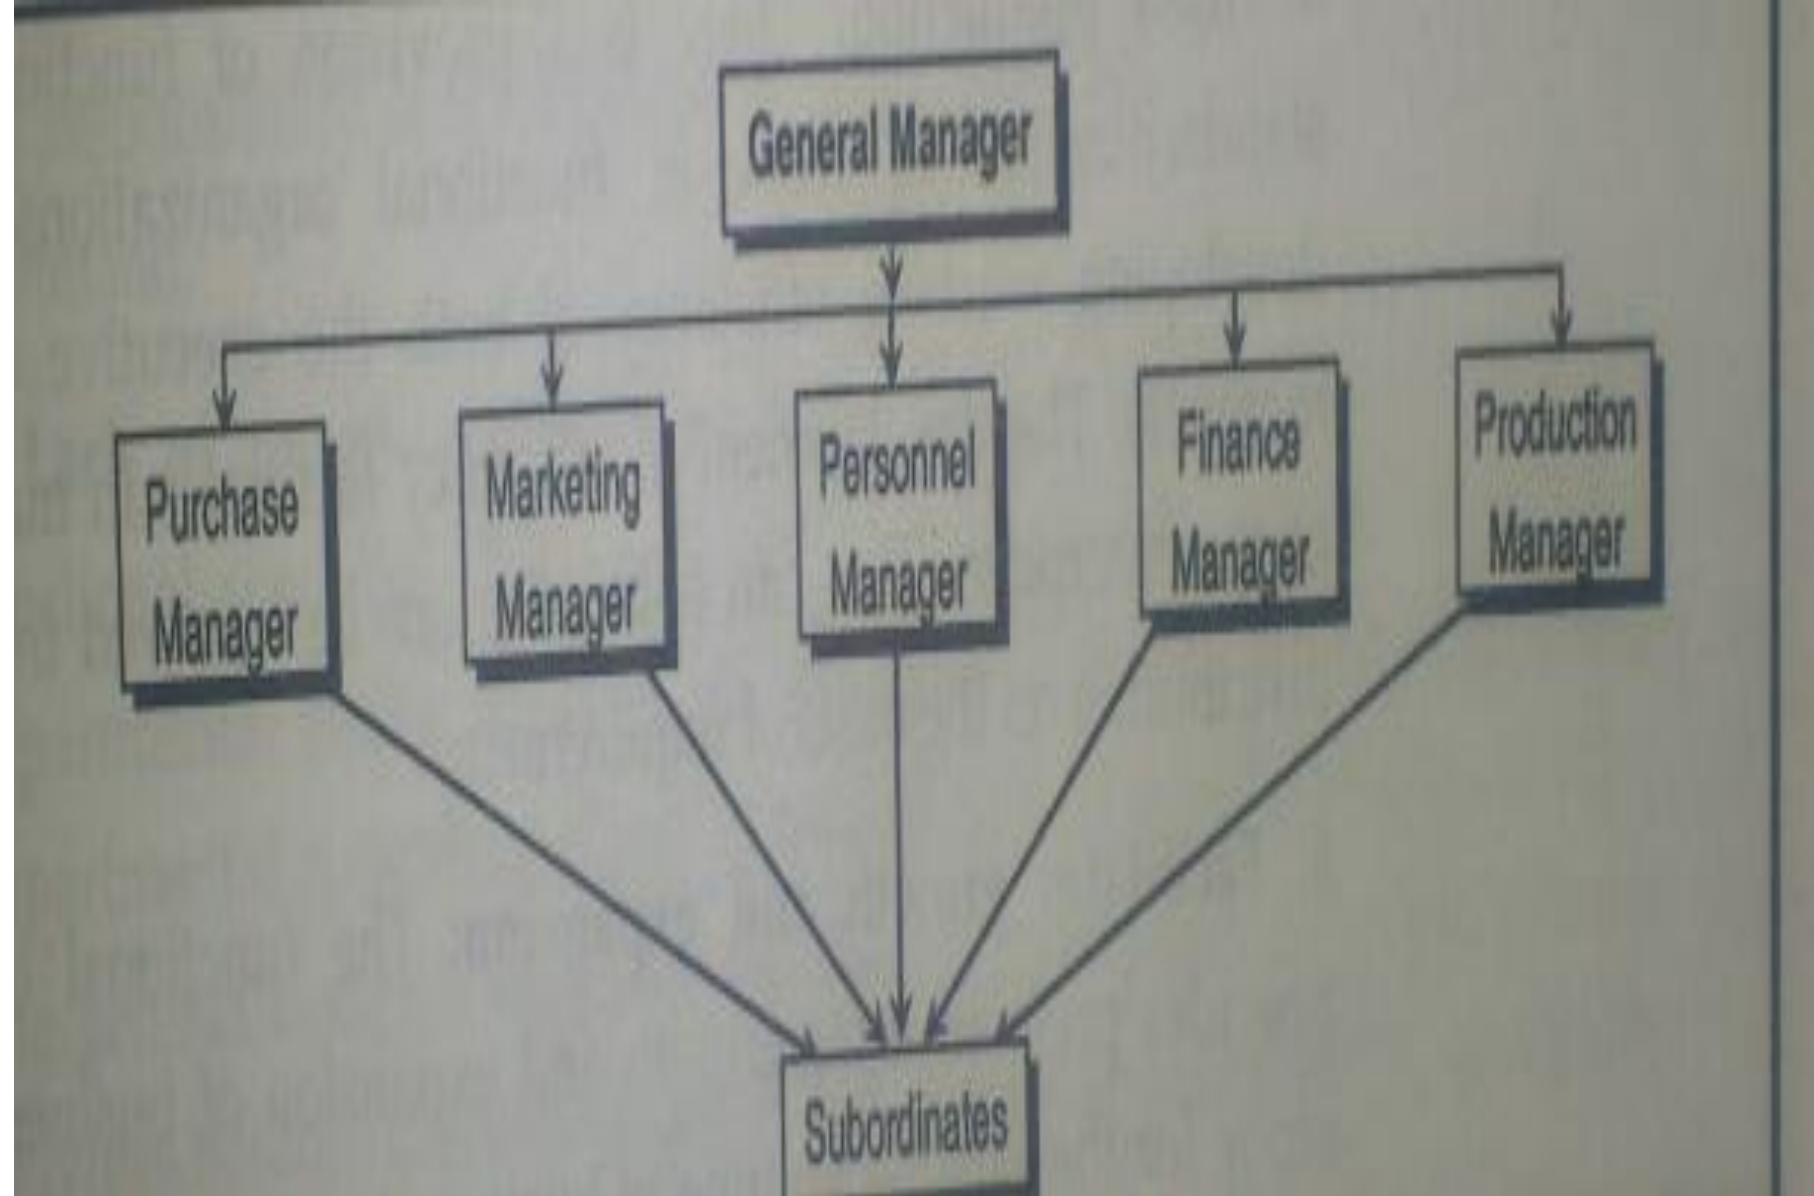 General Manager
Purchase
Manager
Marketing
Manager
Personnel
Manager
Finance
Manager
Production
Manager
Subordinates